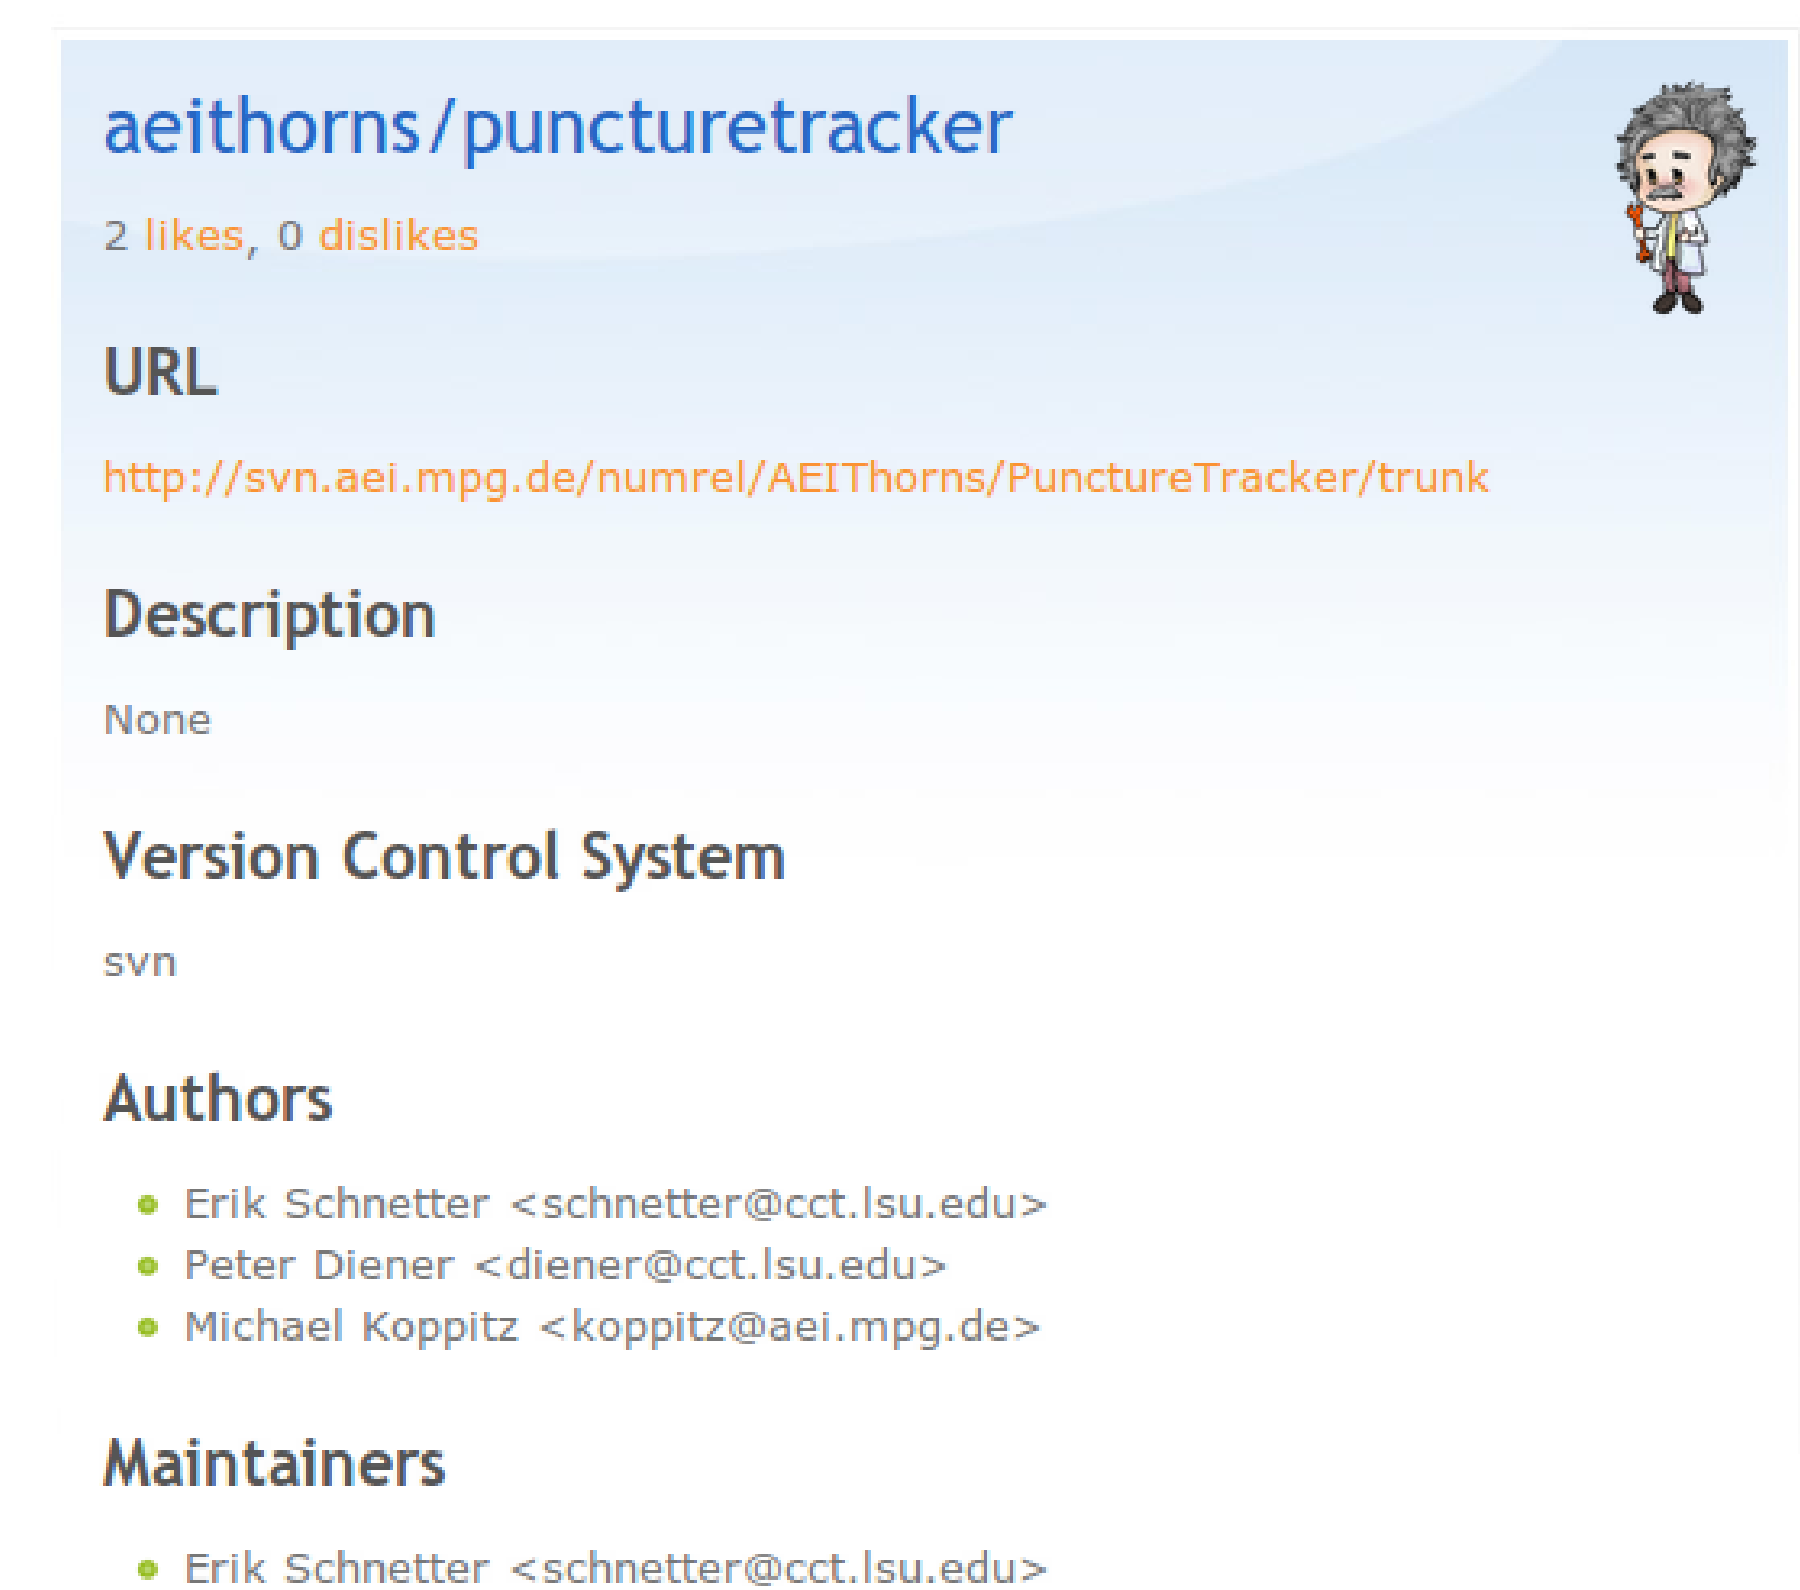 aeithorns/puncturetracker
2 likes, 0 dislikes
URL
http://svn.aei.mpg.de/numrel/AEIThorns/PunctureTracker/trunk
Description
None
Version Control System
svn
Authors
Erik Schnetter <schnetter@cct.lsu.edu>
Peter Diener <diener@cct.lsu.edu>
Michael Koppitz <koppitz@aei.mpg.de>
Maintainers
Erik Schnetter <schnetter@cct.lsu.edu>